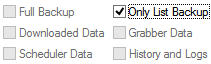 Full Backup Only List Backup
Downloaded Data Grabber Data
Scheduler Data History and Logs